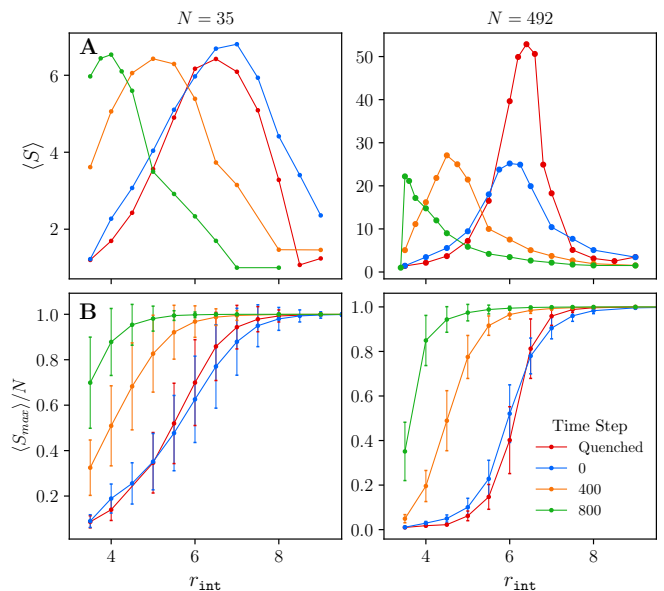 N = 35
N = 492
A
⟨S⟩
6
4
2
50
40
30
20
10
0
B
⟨S_max⟩/N
1.0
0.8
0.6
0.4
0.2
1.0
0.8
0.6
0.4
0.2
0.0
Time Step
Quenched
0
400
800
4 6 8
4 6 8
r_int
r_int